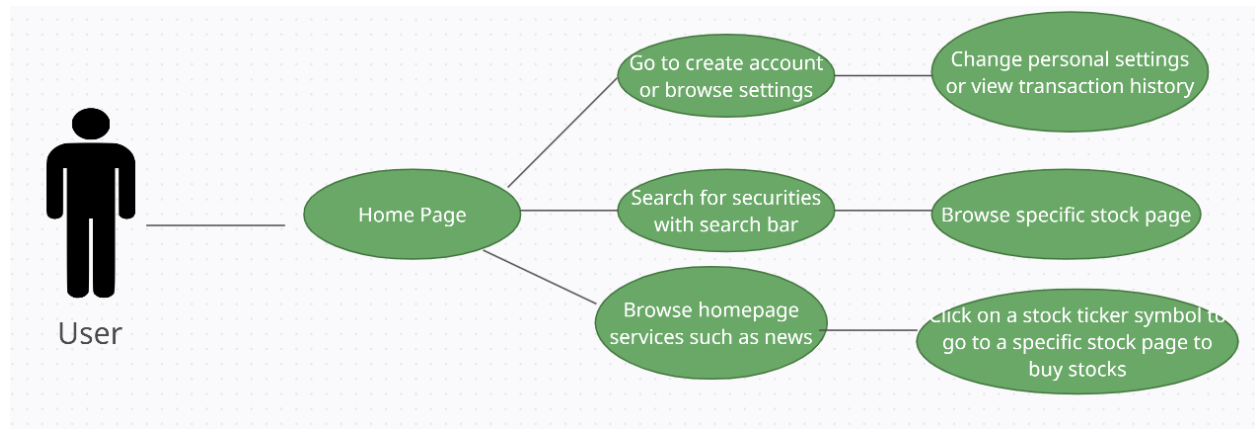 Go to create account
or browse settings
Change personal settings
or view transaction history
Home Page
Search for securities
with search bar
Browse specific stock page
Browse homepage
services such as news
Click on a stock ticker symbol to
go to a specific stock page to
buy stocks
User